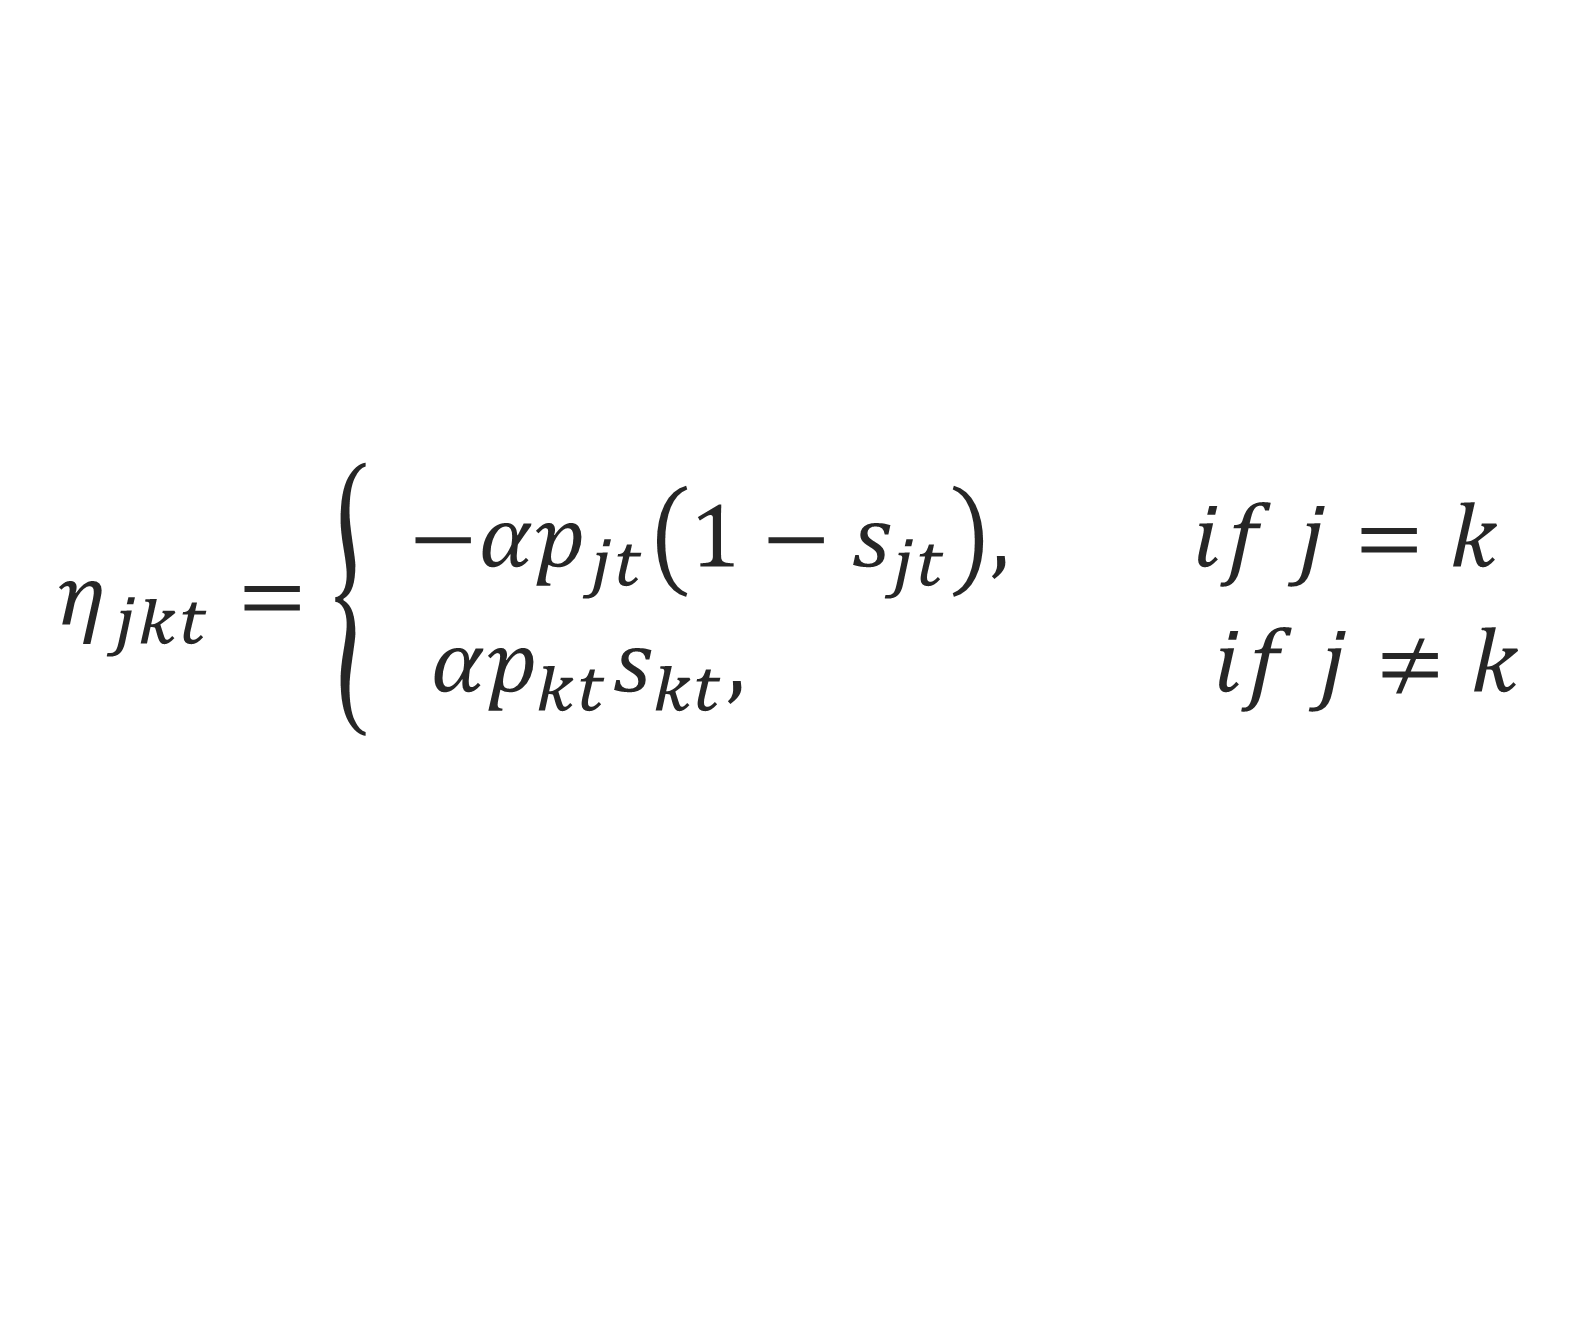 η_{jkt} = { −αp_{jt}(1 − s_{jt}), if j = k
αp_{kt}s_{kt}, if j ≠ k